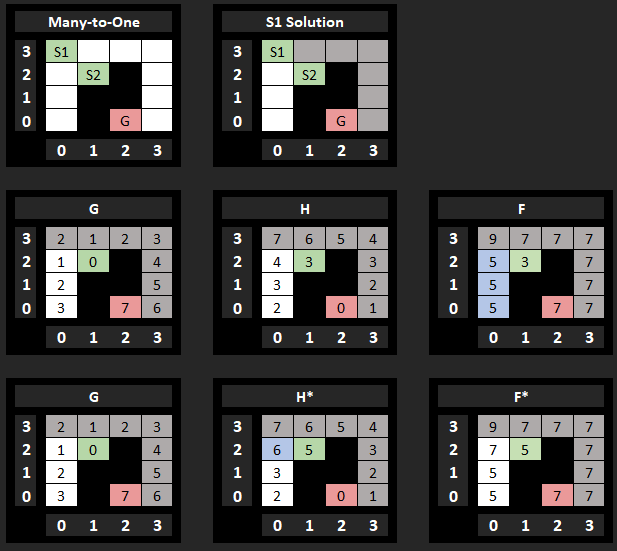 Many-to-One S1 Solution
3 S1 3 S1
2 S2 2 S2
1 1
0 G 0 G
0 1 2 3 0 1 2 3
G H F
3 2 1 2 3 3 7 6 5 4 3 9 7 7 7
2 1 0 4 2 4 3 3 2 5 3 7
1 2 5 1 3 2 1 5 7
0 3 7 6 0 2 0 1 0 5 7 7
0 1 2 3 0 1 2 3 0 1 2 3
G H* F*
3 2 1 2 3 3 7 6 5 4 3 9 7 7 7
2 1 0 4 2 6 5 3 2 7 5 7
1 2 5 1 3 2 1 5 7
0 3 7 6 0 2 0 1 0 5 7 7
0 1 2 3 0 1 2 3 0 1 2 3